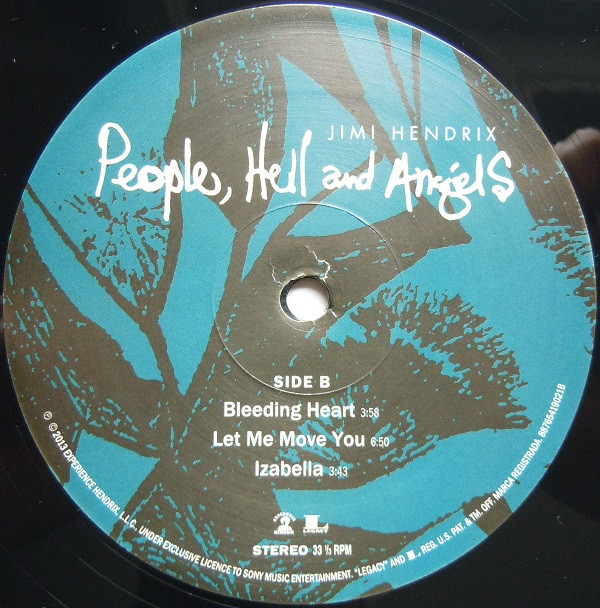 JIMI HENDRIX
People, Hell and Angels
SIDE B
Bleeding Heart 3:58
Let Me Move You 6:50
Izabella 3:43
LEGACY
STEREO 33 ⅓ RPM
℗ © 2013 EXPERIENCE HENDRIX, L.L.C., UNDER EXCLUSIVE LICENCE TO SONY MUSIC ENTERTAINMENT. "LEGACY" AND REG. U.S. PAT. & TM. OFF. MARCA REGISTRADA. 88765419021B